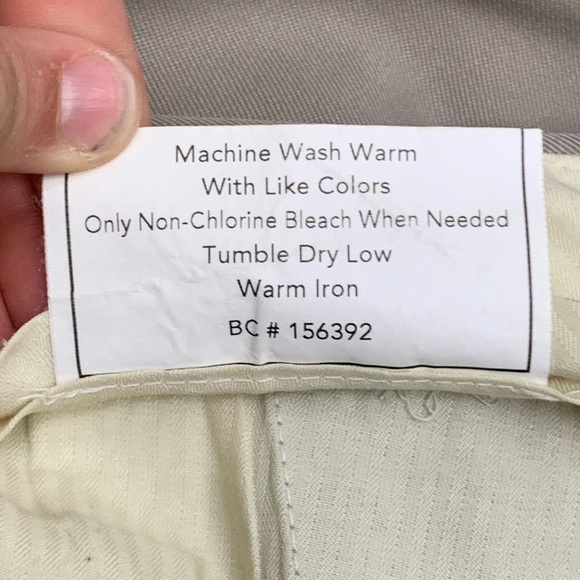 Machine Wash Warm
With Like Colors
Only Non-Chlorine Bleach When Needed
Tumble Dry Low
Warm Iron
BC # 156392